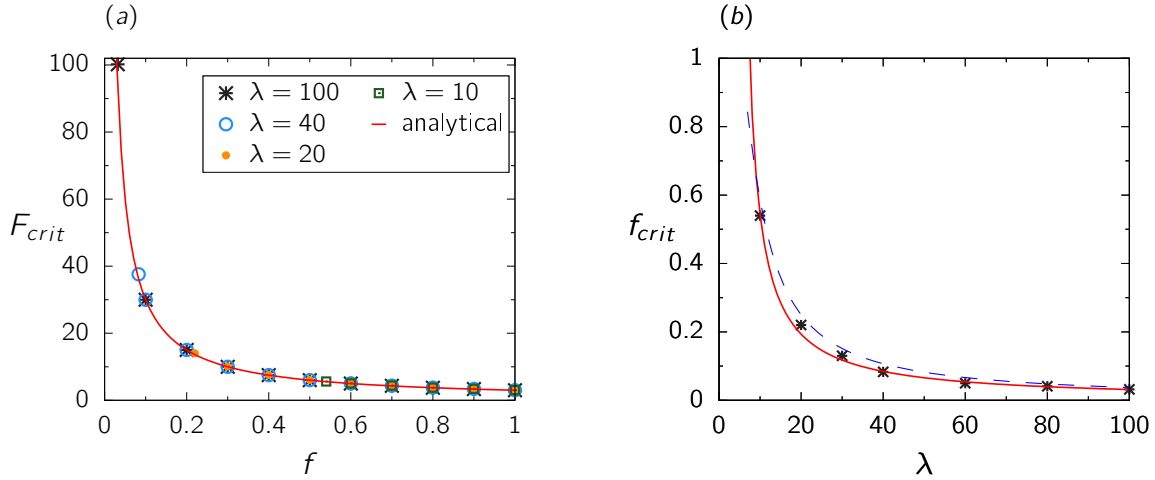 (a)
100
80
60
40
20
0
F_crit
0 0.2 0.4 0.6 0.8 1
f
λ = 100
λ = 40
λ = 20
λ = 10
analytical
(b)
1
0.8
0.6
0.4
0.2
0
f_crit
20 40 60 80 100
λ